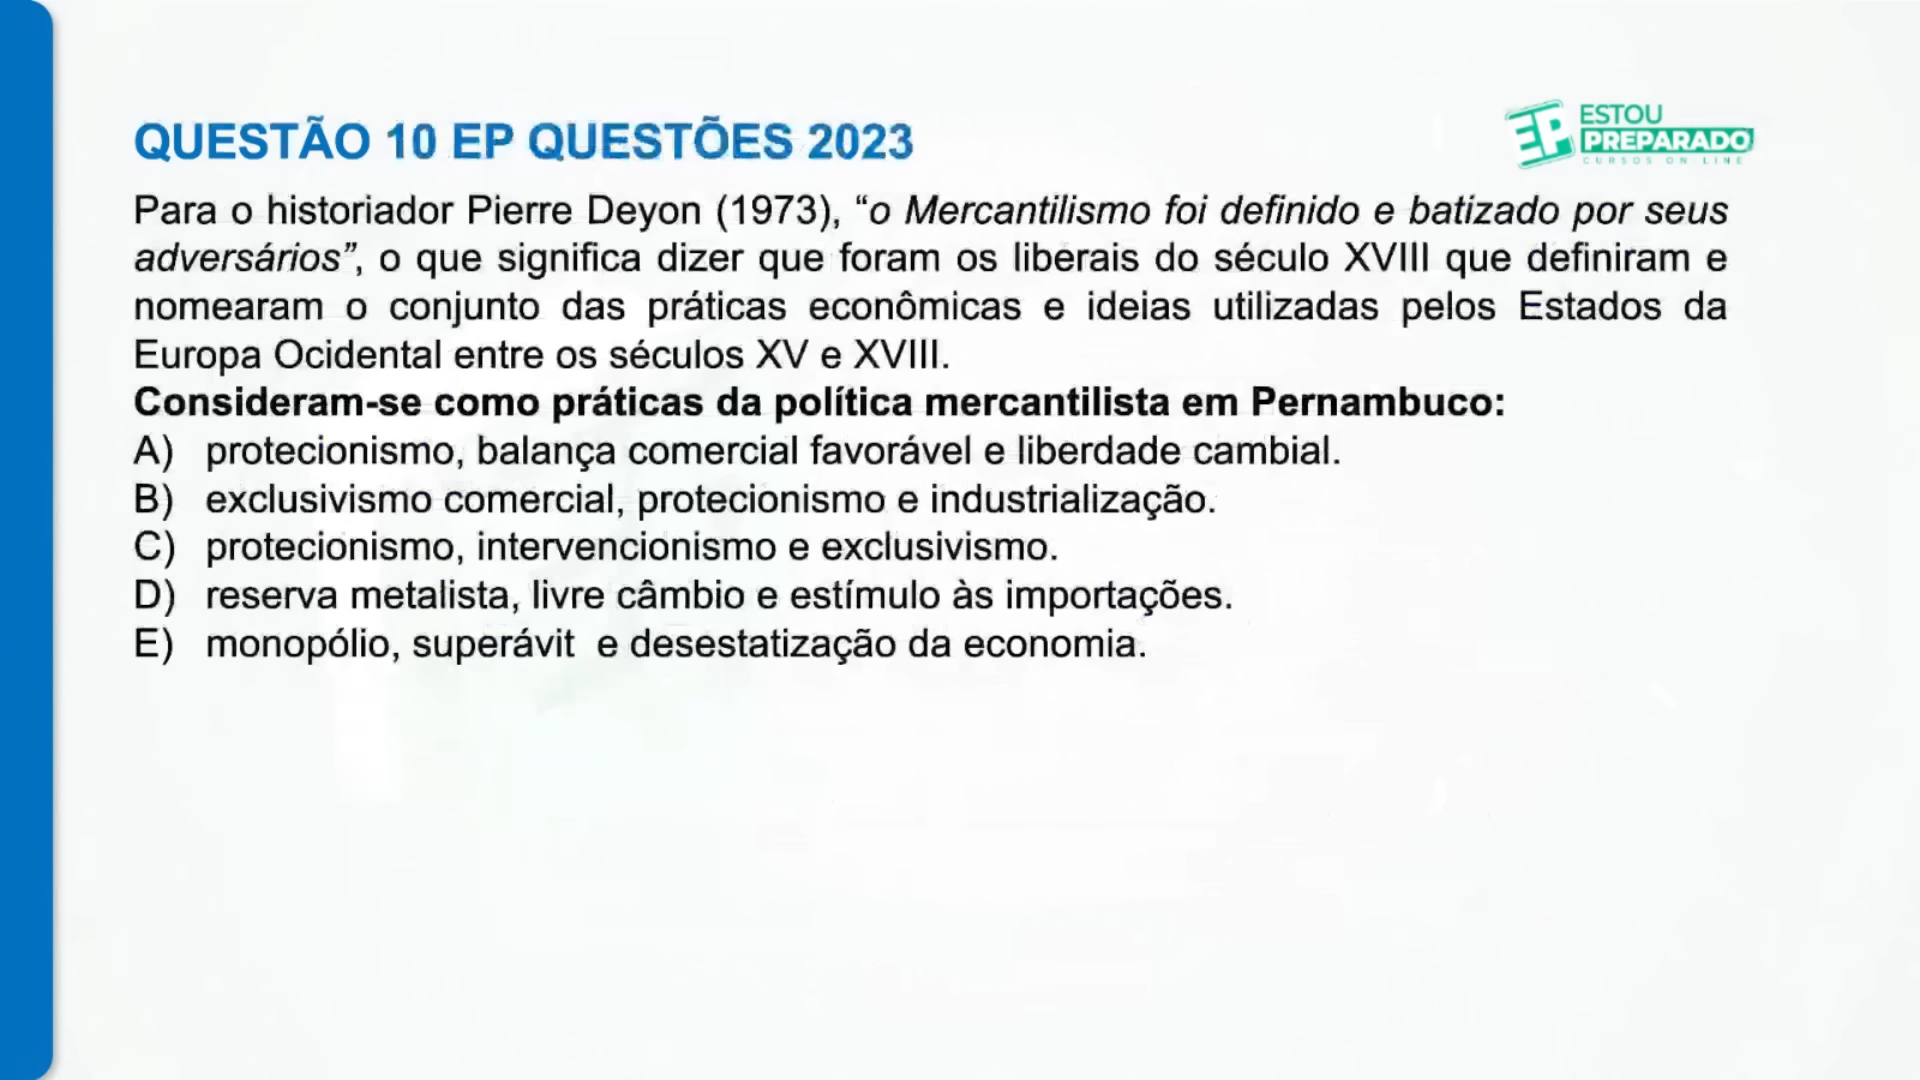 QUESTÃO 10 EP QUESTÕES 2023
ESTOU
EP PREPARADO
CURSOS ON LINE
Para o historiador Pierre Deyon (1973), “o Mercantilismo foi definido e batizado por seus
adversários”, o que significa dizer que foram os liberais do século XVIII que definiram e
nomearam o conjunto das práticas econômicas e ideias utilizadas pelos Estados da
Europa Ocidental entre os séculos XV e XVIII.
Consideram-se como práticas da política mercantilista em Pernambuco:
A) protecionismo, balança comercial favorável e liberdade cambial.
B) exclusivismo comercial, protecionismo e industrialização.
C) protecionismo, intervencionismo e exclusivismo.
D) reserva metalista, livre câmbio e estímulo às importações.
E) monopólio, superávit e desestatização da economia.